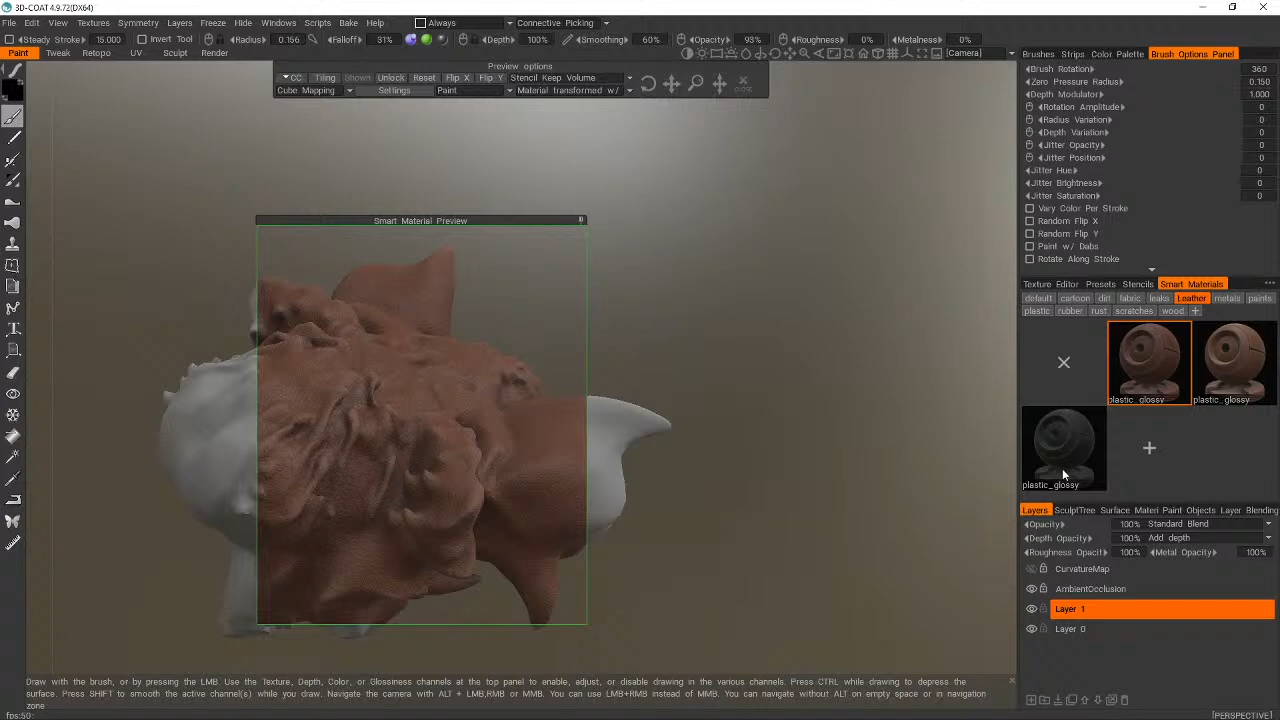 3D-COAT 4.9.72(DX64)
File Edit View Textures Symmetry Layers Freeze Hide Windows Scripts Bake Help Always Connective Picking
Steady Stroke 15.000 Invert Tool Radius 0.156 Falloff 31% Depth 100% Smoothing 60% Opacity 98% Roughness 0% Metalness 0%
Paint Tweak Retopo UV Sculpt Render [Camera]
Brushes Strips Color Palette Brush Options Panel
Preview options
CC Tiling Shown Unlock Reset Flip X Flip Y Stencil Keep Volume
Cube Mapping Settings Paint Material transformed w/
CLOSE
Brush Rotation 360
Zero Pressure Radius 0.150
Depth Modulator 1.000
Rotation Amplitude 0
Radius Variation 0
Depth Variation 0
Jitter Opacity 0
Jitter Position 0
Jitter Hue 0
Jitter Brightness 0
Jitter Saturation 0
Vary Color Per Stroke
Random Flip X
Random Flip Y
Paint w/ Dabs
Rotate Along Stroke
Smart Material Preview
Texture Editor Presets Stencils Smart Materials
default cartoon dirt fabric leaks Leather metals paints
plastic rubber rust scratches wood +
plastic_glossy plastic_glossy
plastic_glossy
Layers SculptTree Surface Materi Paint Objects Layer Blending
Opacity 100% Standard Blend
Depth Opacity 100% Add depth
Roughness Opacit 100% Metal Opacity 100%
CurvatureMap
AmbientOcclusion
Layer 1
Layer 0
Draw with the brush, or by pressing the LMB. Use the Texture, Depth, Color, or Glossiness channels at the top panel to enable, adjust, or disable drawing in the various channels. Press CTRL while drawing to depress the
surface. Press SHIFT to smooth the active channel(s) while you draw. Navigate the camera with ALT + LMB,RMB or MMB. You can use LMB+RMB instead of MMB. You can navigate without ALT on empty space or in navigation
zone
fps:50: [PERSPECTIVE]